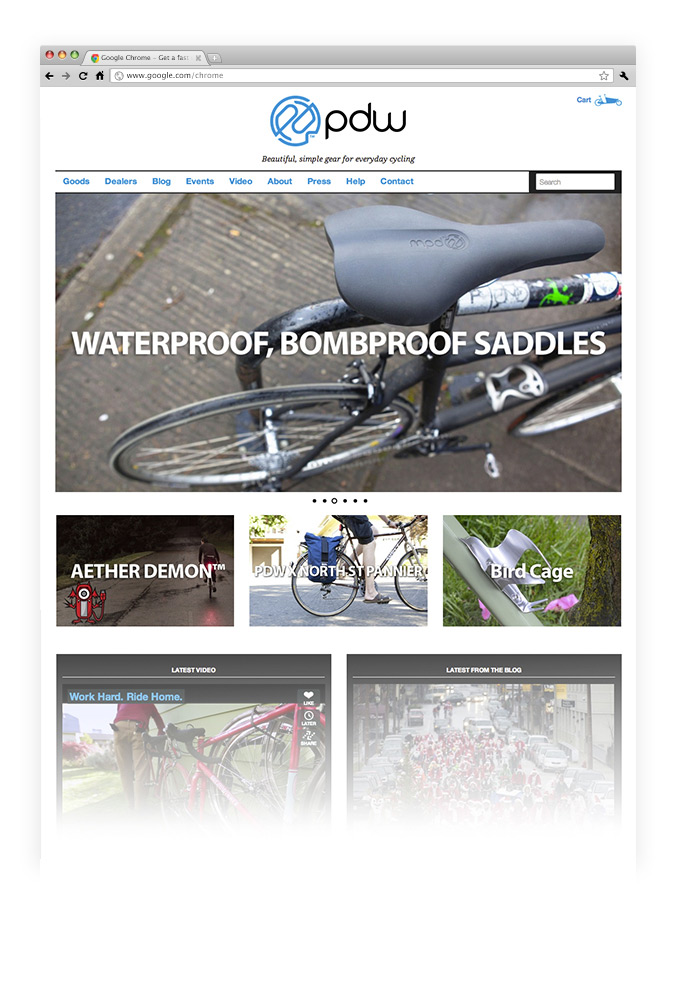 Google Chrome - Get a fas
www.google.com/chrome
Cart
pdw
Beautiful, simple gear for everyday cycling
Goods Dealers Blog Events Video About Press Help Contact
Search
pdw
WATERPROOF, BOMBPROOF SADDLES
AETHER DEMON™
PDW X NORTH ST PANNIER
Bird Cage
LATEST VIDEO
Work Hard. Ride Home.
LIKE
LATER
SHARE
LATEST FROM THE BLOG